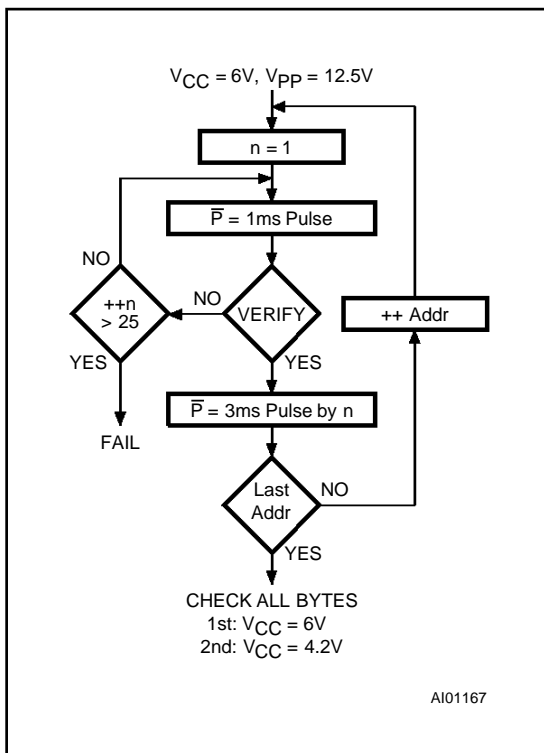 VCC = 6V, VPP = 12.5V
n = 1
P̅ = 1ms Pulse
NO
++n
> 25
NO
VERIFY
++ Addr
YES
YES
P̅ = 3ms Pulse by n
FAIL
Last
Addr
NO
YES
CHECK ALL BYTES
1st: VCC = 6V
2nd: VCC = 4.2V
AI01167